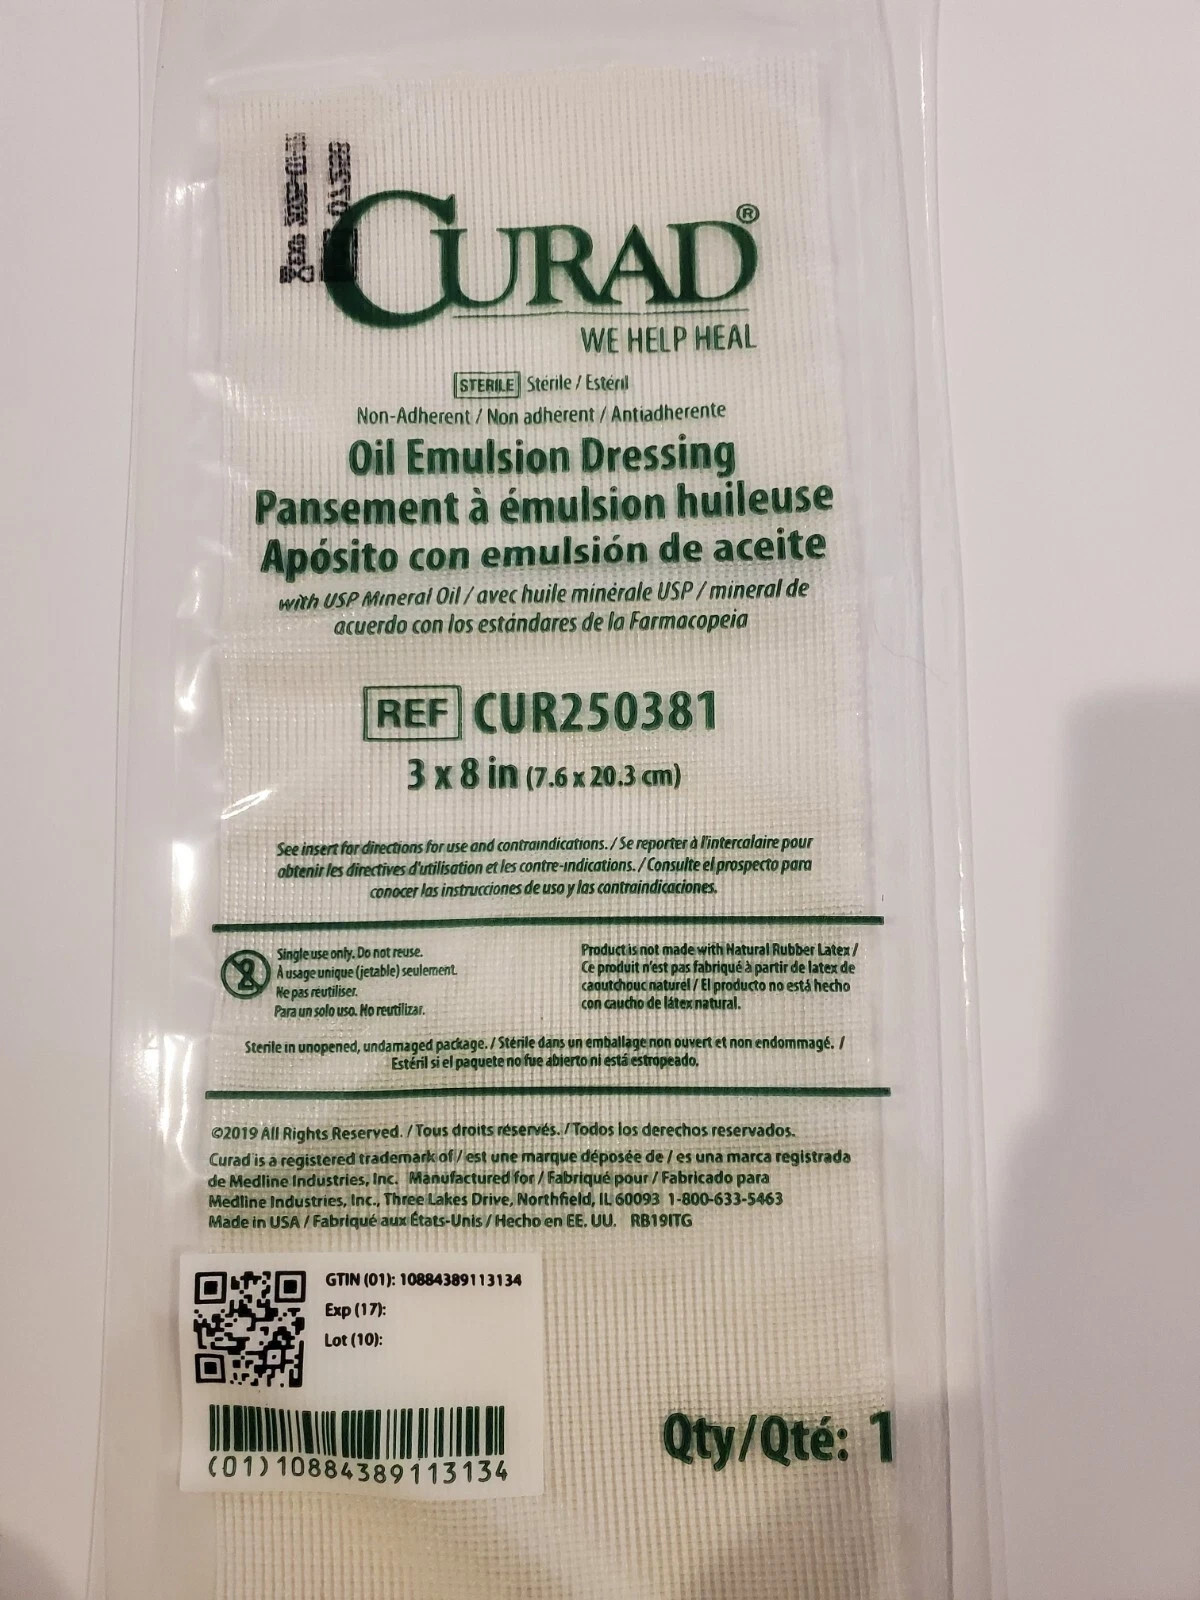 CURAD®
WE HELP HEAL
STERILE Stérile / Estéril
Non-Adherent / Non adherent / Antiadherente
Oil Emulsion Dressing
Pansement à émulsion huileuse
Apósito con emulsión de aceite
with USP Mineral Oil / avec huile minérale USP / mineral de
acuerdo con los estándares de la Farmacopeia
REF CUR250381
3 x 8 in (7.6 x 20.3 cm)
See insert for directions for use and contraindications. / Se reporter à l'intercalaire pour
obtenir les directives d'utilisation et les contre-indications. / Consulte el prospecto para
conocer las instrucciones de uso y las contraindicaciones.
2
Single use only. Do not reuse.
À usage unique (jetable) seulement.
Ne pas réutiliser.
Para un solo uso. No reutilizar.
Product is not made with Natural Rubber Latex /
Ce produit n'est pas fabriqué à partir de latex de
caoutchouc naturel / El producto no está hecho
con caucho de látex natural.
Sterile in unopened, undamaged package. / Stérile dans un emballage non ouvert et non endommagé. /
Estéril si el paquete no fue abierto ni está estropeado.
©2019 All Rights Reserved. / Tous droits réservés. / Todos los derechos reservados.
Curad is a registered trademark of / est une marque déposée de / es una marca registrada
de Medline Industries, Inc. Manufactured for / Fabriqué pour / Fabricado para
Medline Industries, Inc., Three Lakes Drive, Northfield, IL 60093 1-800-633-5463
Made in USA / Fabriqué aux États-Unis / Hecho en EE. UU. RB19ITG
GTIN (01): 10884389113134
Exp (17):
Lot (10):
(01)10884389113134
Qty/Qté: 1